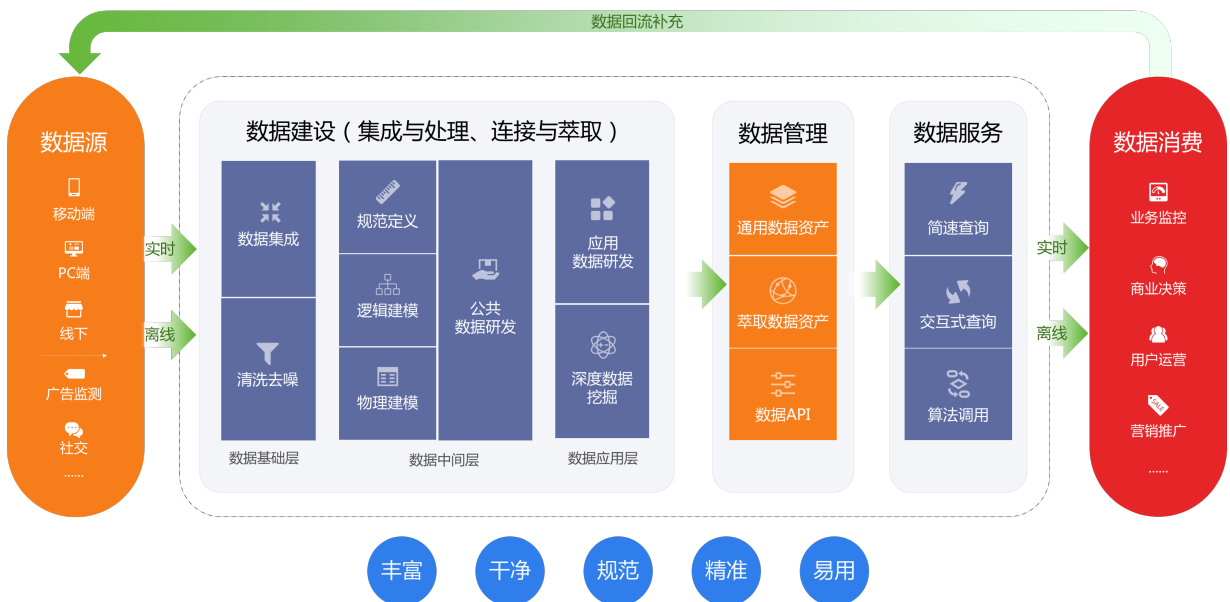 数据回流补充
数据源
移动端
PC端
线下
广告监测
社交
......
实时
离线
数据建设（集成与处理、连接与萃取）
数据集成
清洗去噪
数据基础层
规范定义
逻辑建模
物理建模
公共
数据研发
数据中间层
应用
数据研发
深度数据
挖掘
数据应用层
数据管理
通用数据资产
萃取数据资产
数据API
数据服务
简速查询
交互式查询
算法调用
实时
离线
数据消费
业务监控
商业决策
用户运营
SALE
营销推广
......
丰富
干净
规范
精准
易用